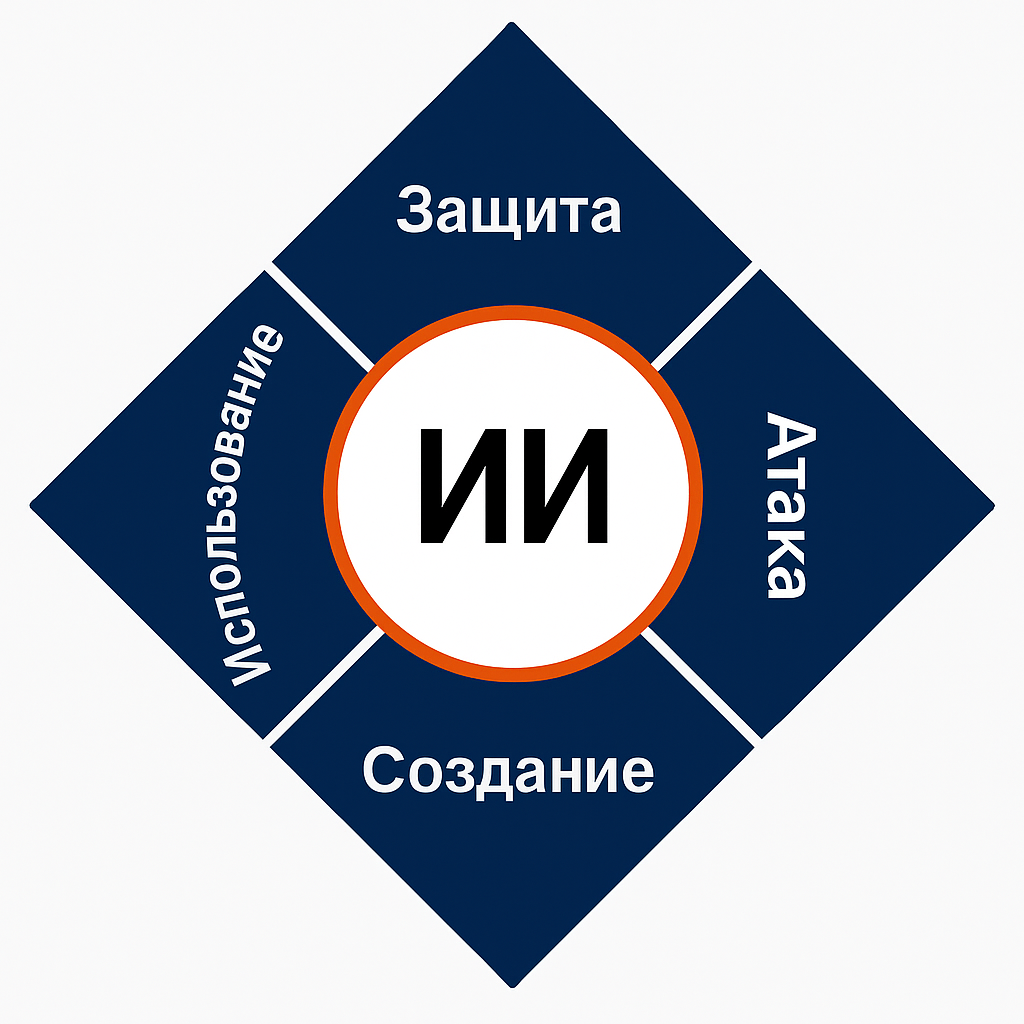 Защита
Использование
ИИ
Атака
Создание